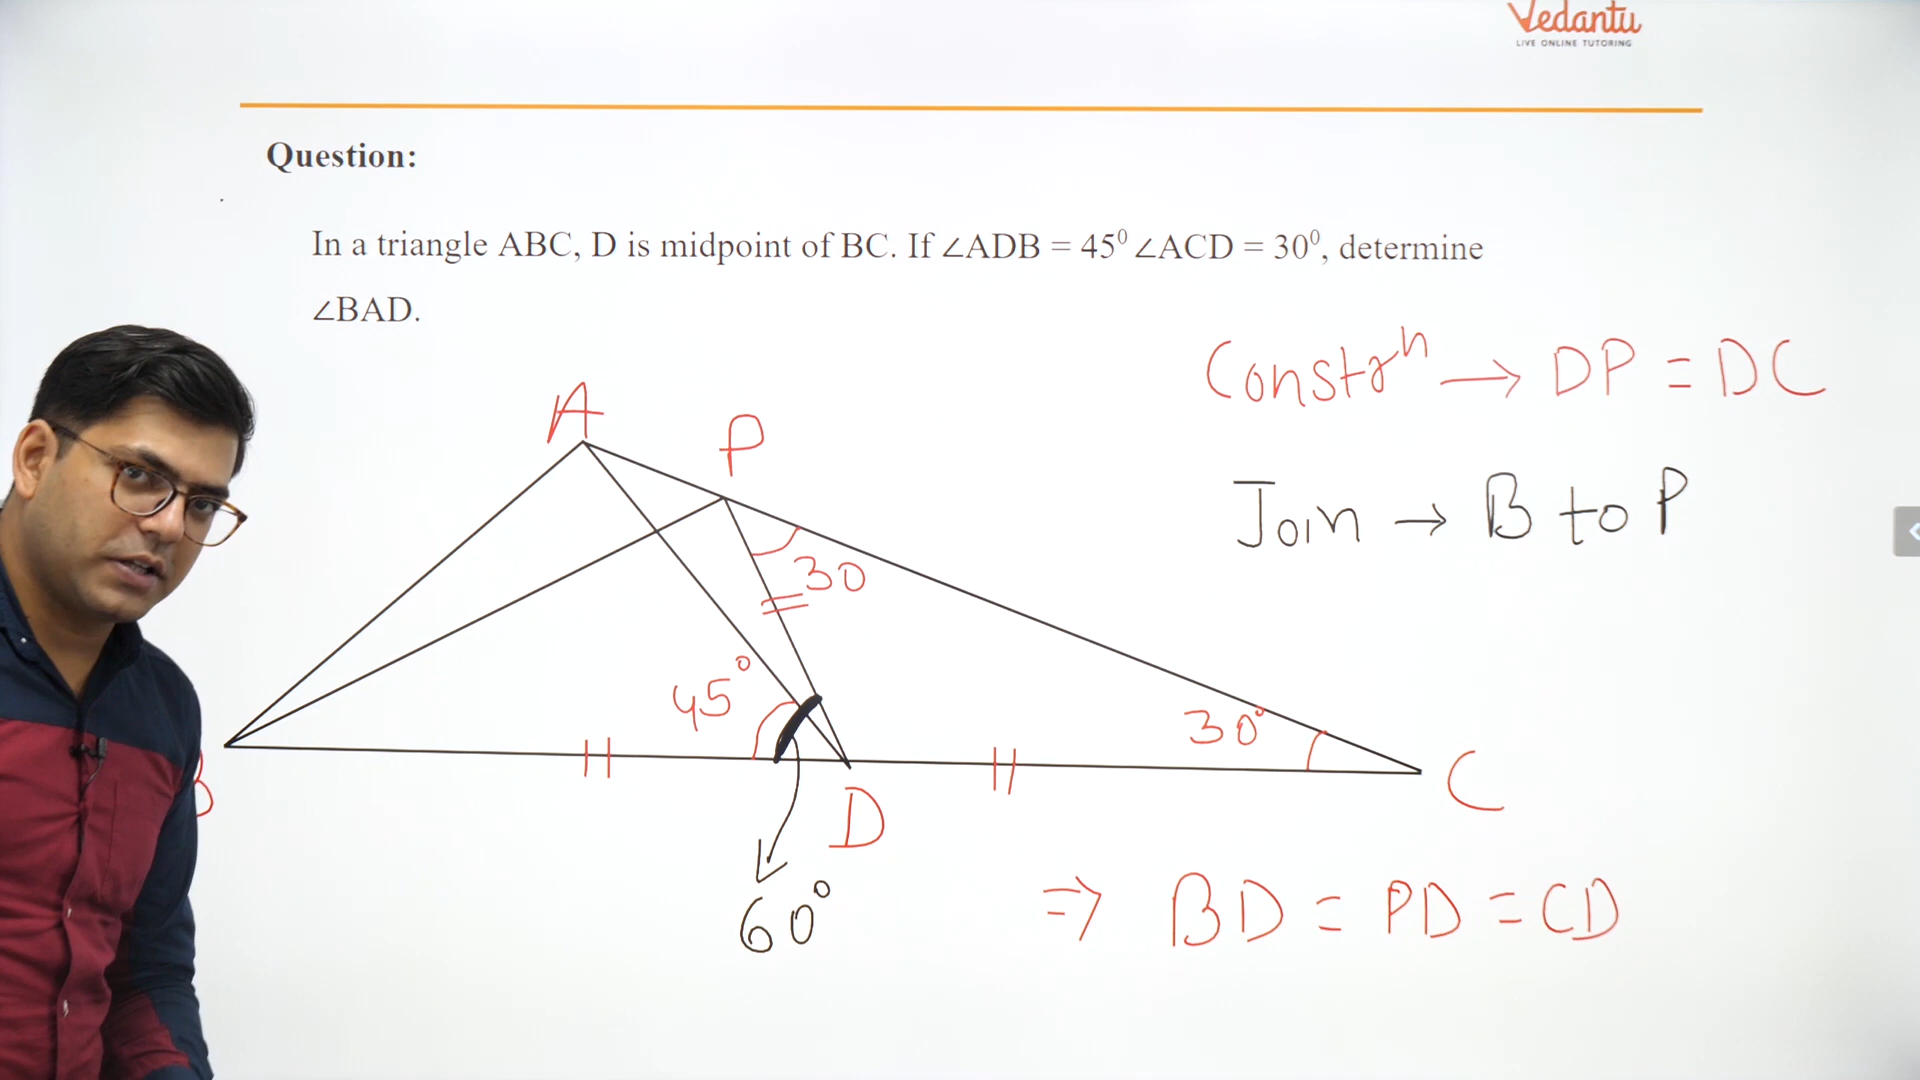 Vedantu
LIVE ONLINE TUTORING
Question:
In a triangle ABC, D is midpoint of BC. If ∠ADB = 45⁰ ∠ACD = 30⁰, determine
∠BAD.
Constrⁿ → DP = DC
A
P
Join → B to P
30
45°
30°
B
D
C
60°
⇒ BD = PD = CD